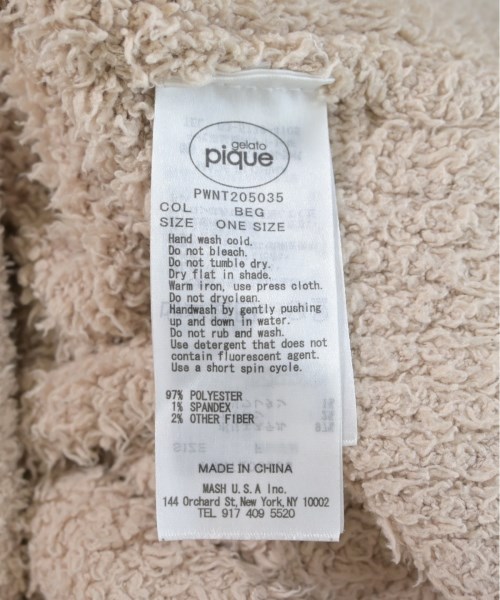 gelato
pique
PWNT205035
COL BEG
SIZE ONE SIZE
Hand wash cold.
Do not bleach.
Do not tumble dry.
Dry flat in shade.
Warm iron, use press cloth.
Do not dryclean.
Handwash by gently pushing
up and down in water.
Do not rub and wash.
Use detergent that does not
contain fluorescent agent.
Use a short spin cycle.
97% POLYESTER
1% SPANDEX
2% OTHER FIBER
MADE IN CHINA
MASH U.S.A Inc.
144 Orchard St, New York, NY 10002
TEL 917 409 5520